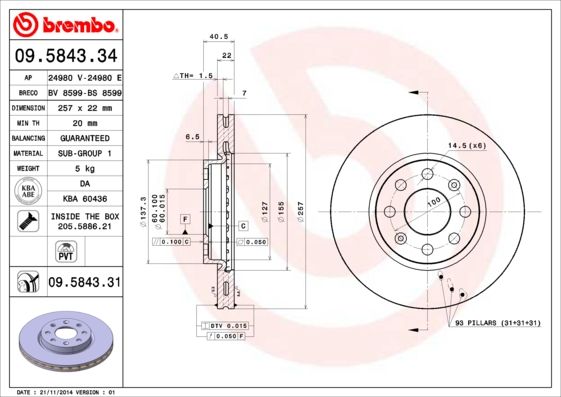 brembo
09.5843.34
AP 24980 V-24980 E
BRECO BV 8599-BS 8599
DIMENSION 257 x 22 mm
MIN TH 20 mm
BALANCING GUARANTEED
MATERIAL SUB-GROUP 1
WEIGHT 5 kg
KBA ABE
DA
KBA 60436
INSIDE THE BOX
205.5886.21
PVT
09.5843.31
DATE : 21/11/2014 VERSION : 01
40.5
22
△TH= 1.5
7
6.5
14.5 (x6)
100
∅137.3
∅60.100
∅60.015
F
C
∅127
∅155
∅257
// 0.100 C
0.050
DTV 0.015
0.050 F
93 PILLARS (31+31+31)